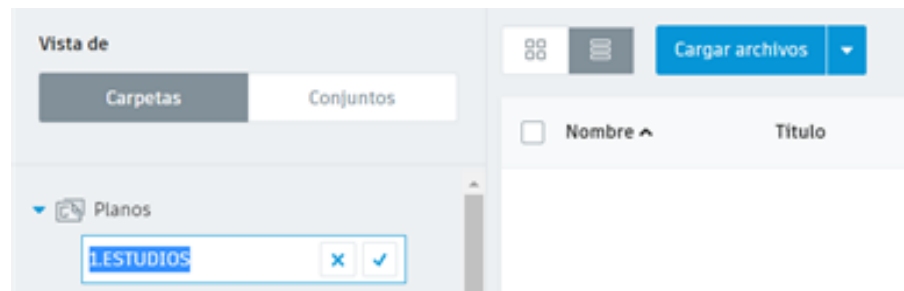 Vista de
Carpetas Conjuntos
Cargar archivos
Nombre Título
Planos
1.ESTUDIOS